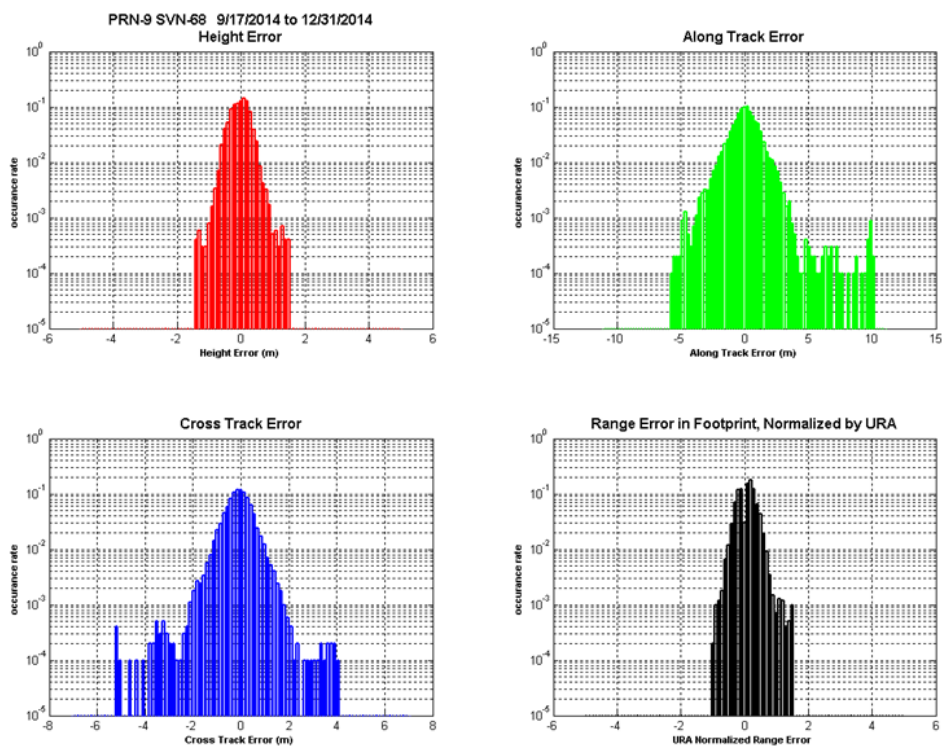 PRN-9 SVN-68 9/17/2014 to 12/31/2014
Height Error
10^0
10^-1
10^-2
10^-3
10^-4
10^-5
occurance rate
-6 -4 -2 0 2 4 6
Height Error (m)
Along Track Error
10^0
10^-1
10^-2
10^-3
10^-4
10^-5
occurance rate
-15 -10 -5 0 5 10 15
Along Track Error (m)
Cross Track Error
10^0
10^-1
10^-2
10^-3
10^-4
10^-5
occurance rate
-8 -6 -4 -2 0 2 4 6 8
Cross Track Error (m)
Range Error in Footprint, Normalized by URA
10^0
10^-1
10^-2
10^-3
10^-4
10^-5
occurance rate
-6 -4 -2 0 2 4 6
URA Normalized Range Error